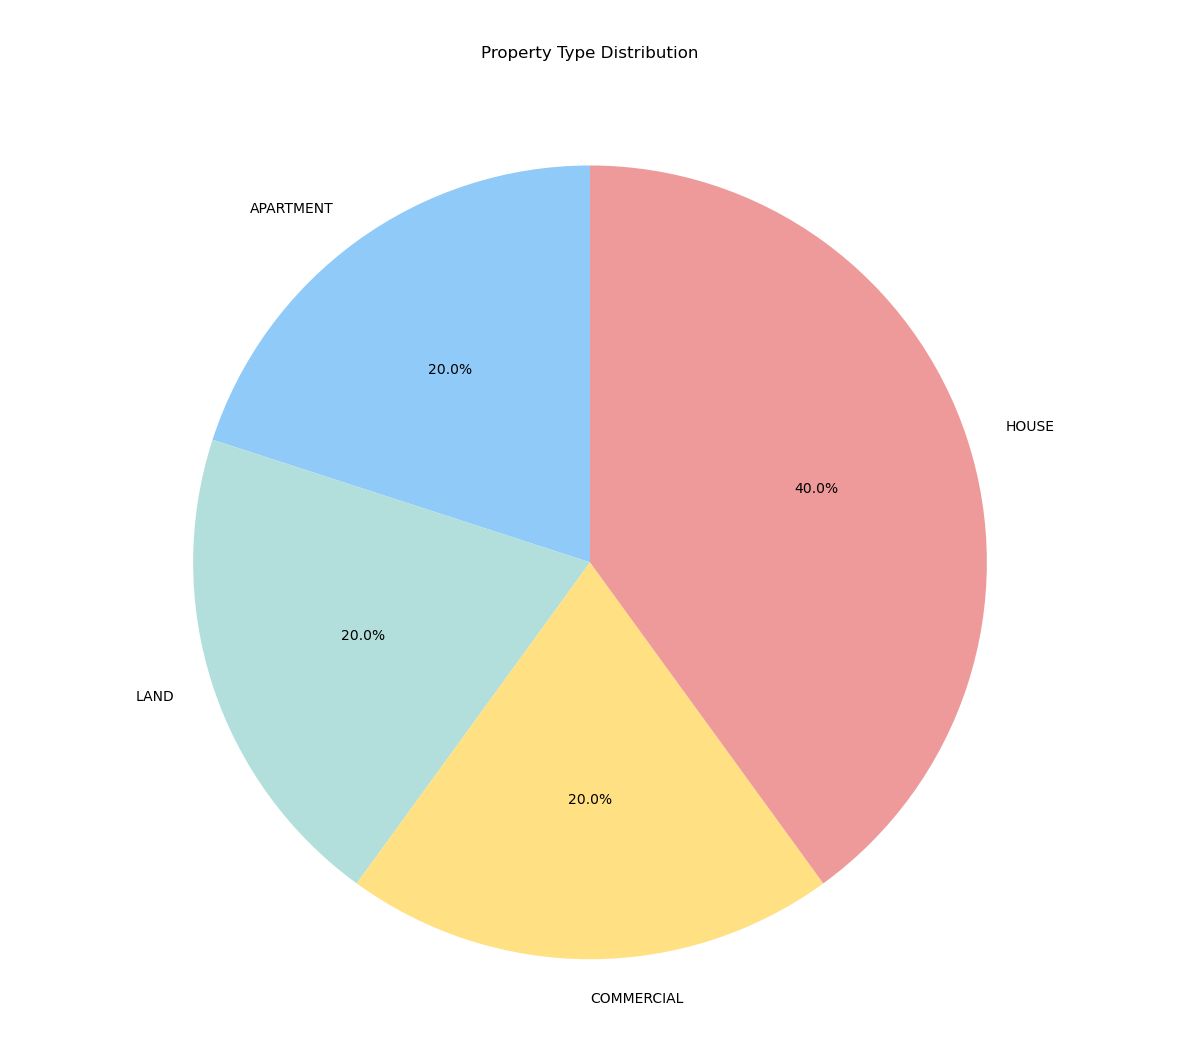 Property Type Distribution
APARTMENT
20.0%
HOUSE
40.0%
20.0%
LAND
20.0%
COMMERCIAL